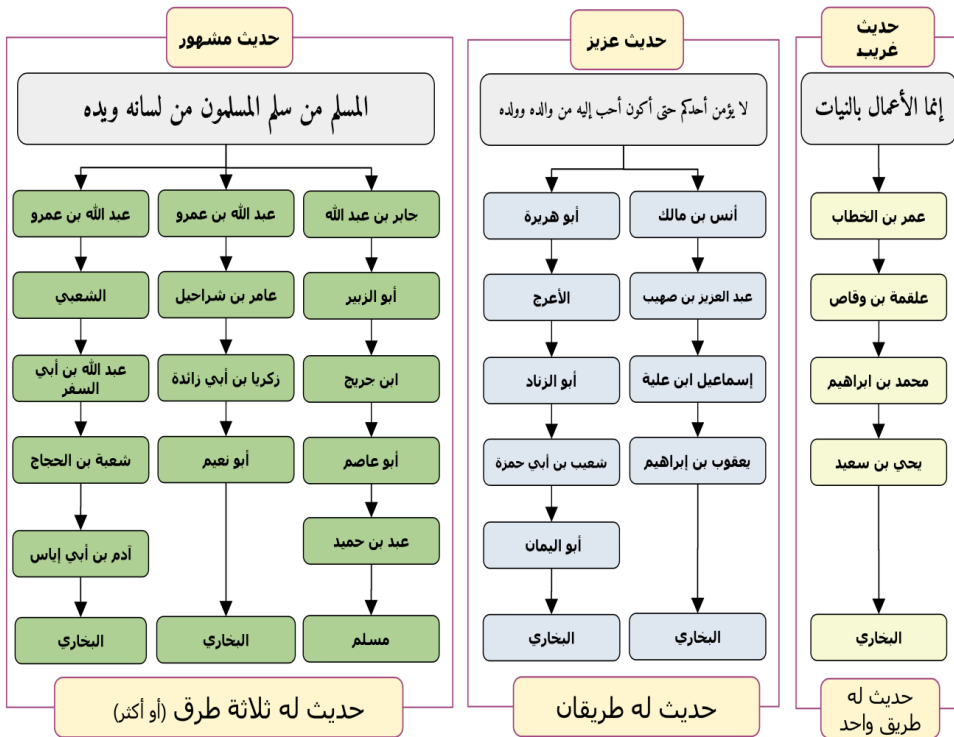 حديث
غريب
إنما الأعمال بالنيات
عمر بن الخطاب
علقمة بن وقاص
محمد بن ابراهيم
يحي بن سعيد
البخاري
حديث له
طريق واحد
حديث عزيز
لا يؤمن أحدكم حتى أكون أحب إليه من والده وولده
أنس بن مالك
عبد العزيز بن صهيب
إسماعيل ابن علية
يعقوب بن إبراهيم
البخاري
أبو هريرة
الأعرج
أبو الزناد
شعيب بن أبي حمزة
أبو اليمان
البخاري
حديث له طريقان
حديث مشهور
المسلم من سلم المسلمون من لسانه ويده
جابر بن عبد الله
أبو الزبير
ابن جريج
أبو عاصم
عبد بن حميد
مسلم
عبد الله بن عمرو
عامر بن شراحيل
زكريا بن أبي زائدة
أبو نعيم
البخاري
عبد الله بن عمرو
الشعبي
عبد الله بن أبي
السفر
شعبة بن الحجاج
آدم بن أبي إياس
البخاري
حديث له ثلاثة طرق (أو أكثر)